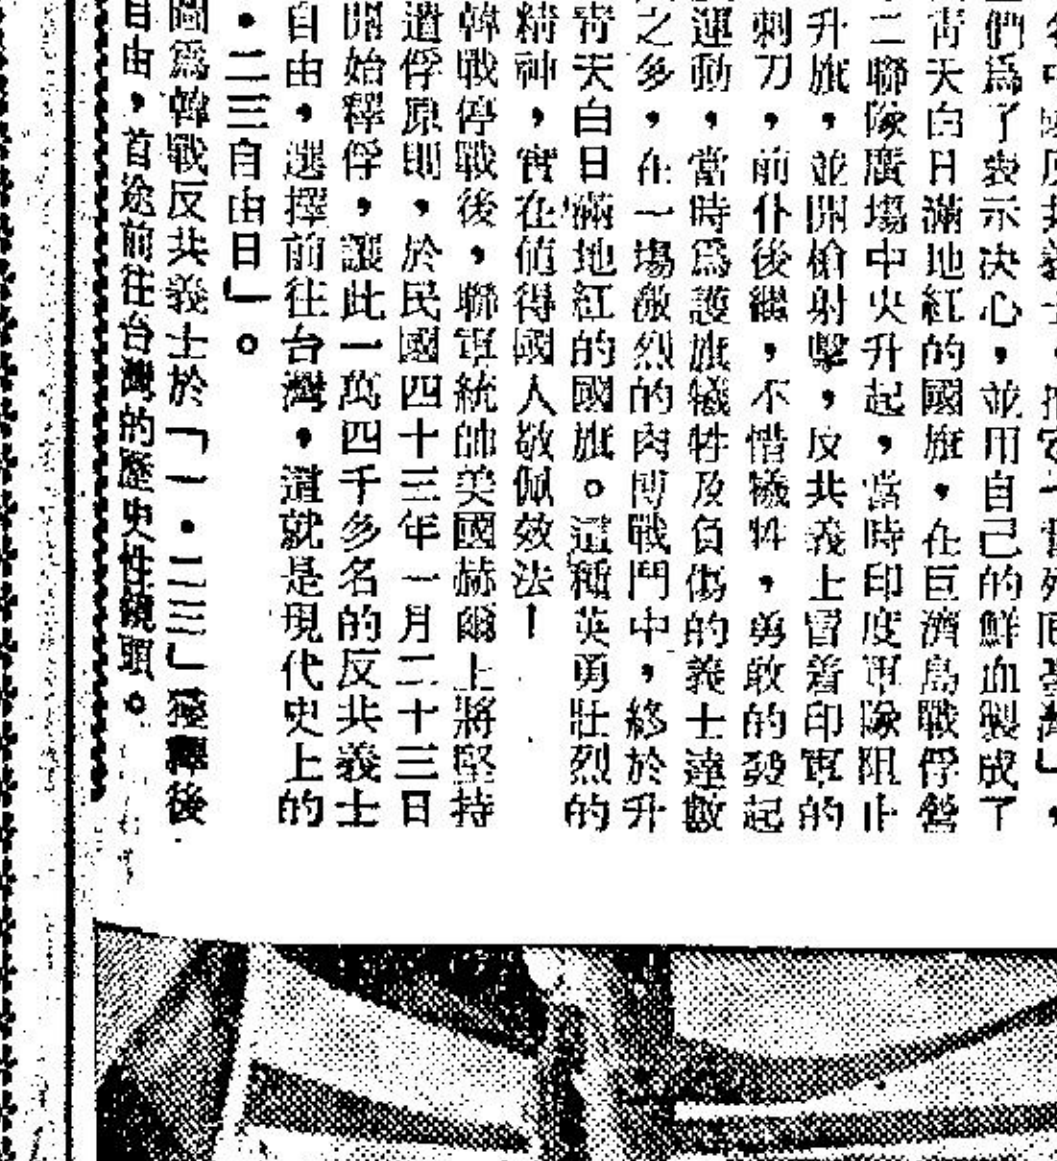 們爲了表示決心，並用自己的鮮血製成了
青天白日滿地紅的國旗，在巨濟島戰俘營
二聯隊廣場中央升起，當時印度軍隊阻止
升旗，並開槍射擊，反共義士冒着印軍的
刺刀，前仆後繼，不惜犧牲，勇敢的發起
運動，當時爲護旗犧牲及負傷的義士達數
之多，在一場激烈的肉搏戰鬥中，終於升
青天白日滿地紅的國旗。這種英勇壯烈的
精神，實在值得國人敬佩效法！
韓戰停戰後，聯軍統帥美國赫爾上將堅持
遣俘原則，於民國四十三年一月二十三日
開始釋俘，讓此一萬四千多名的反共義士
自由，選擇前往台灣，這就是現代史上的
・二三自由日」。
圖爲韓戰反共義士於「一・二三」獲釋後
自由，首途前往台灣的歷史性鏡頭。